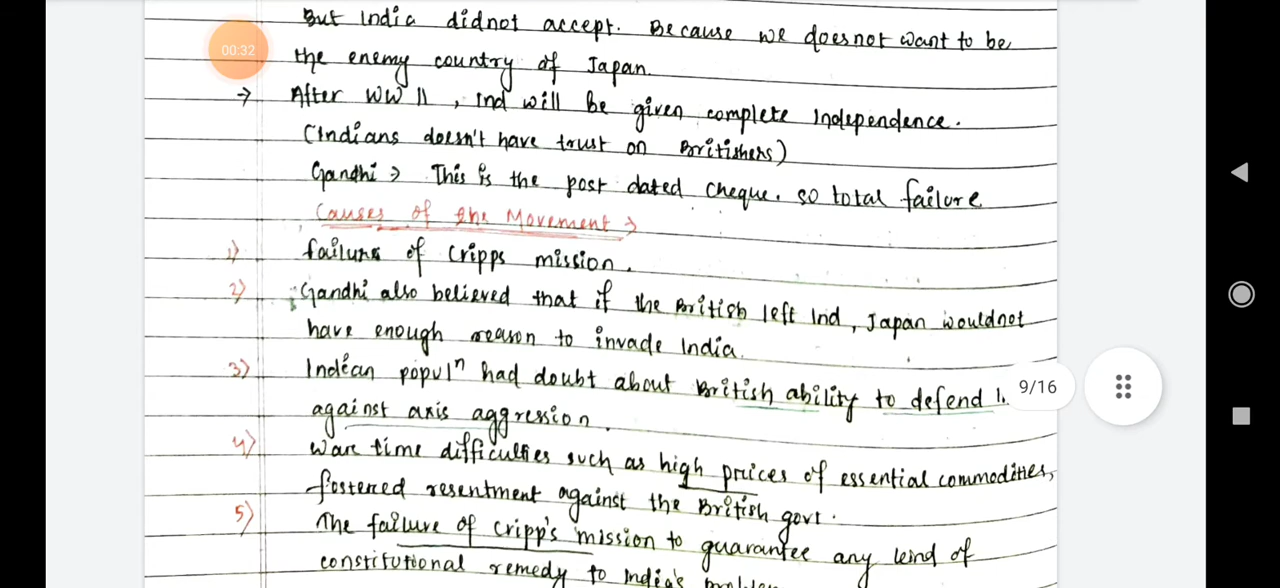 But India didnot accept. Because we doesnot want to be
00:32
the enemy country of Japan.
→ After WW II, Ind will be given complete Independence.
(Indians doesn't have trust on Britishers)
Gandhi → This is the post dated cheque. so total failure
Causes of the Movement →
1) failure of Cripps mission.
2) Gandhi also believed that if the British left Ind, Japan wouldnot
have enough reason to invade India.
3) Indian populⁿ had doubt about British ability to defend
9/16
against axis aggression.
4) War time difficulties such as high prices of essential commodities,
fostered resentment against the British govt.
5) The failure of Cripp's mission to guarantee any kind of
constitutional remedy to India's